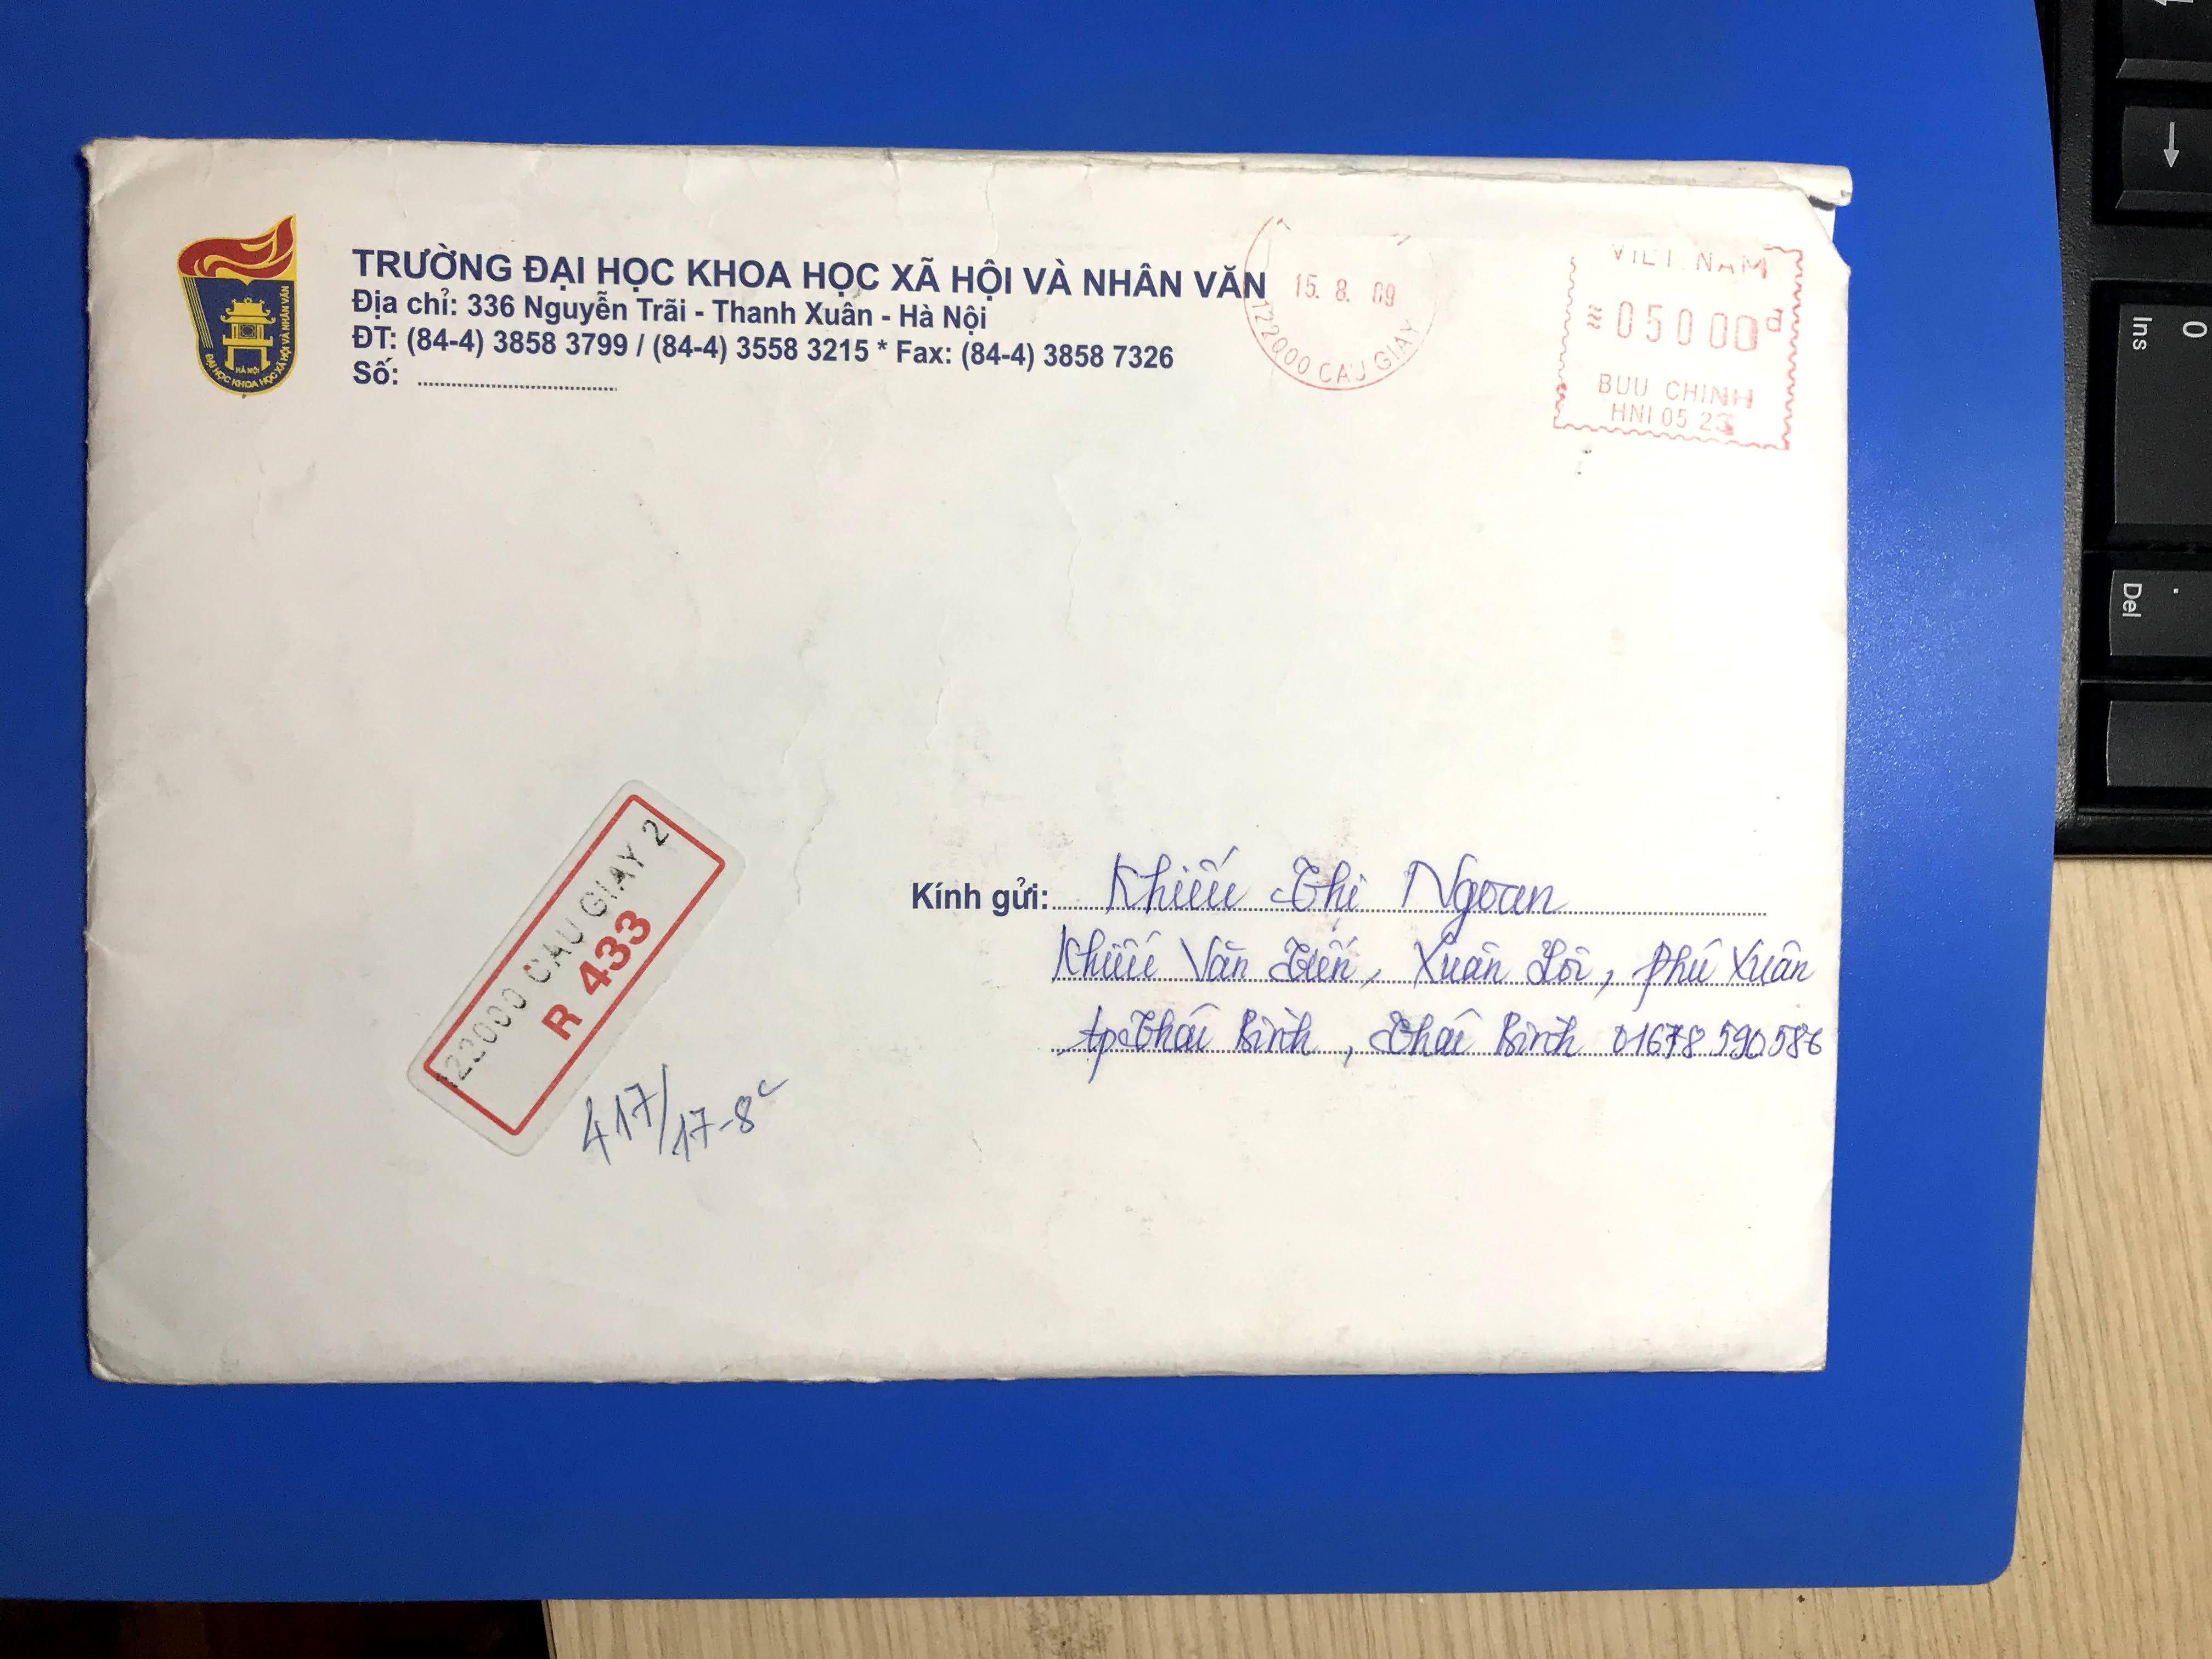 TRƯỜNG ĐẠI HỌC KHOA HỌC XÃ HỘI VÀ NHÂN VĂN
Địa chỉ: 336 Nguyễn Trãi - Thanh Xuân - Hà Nội
ĐT: (84-4) 3858 3799 / (84-4) 3558 3215 * Fax: (84-4) 3858 7326
Số:
HÀ NỘI
ĐẠI HỌC KHOA HỌC XÃ HỘI VÀ NHÂN VĂN
15. 8. 09
122000 CAU GIAY
VIET NAM
05000đ
BUU CHINH
HNI 05 23
122000 CAU GIAY 2
R 433
417/17-8
Kính gửi: Khiếu Thị Ngoan
Khiếu Văn Tiến, Xuân Lôi, Phú Xuân
tp Thái Bình, Thái Bình 01678 590586
0
Ins
.
Del